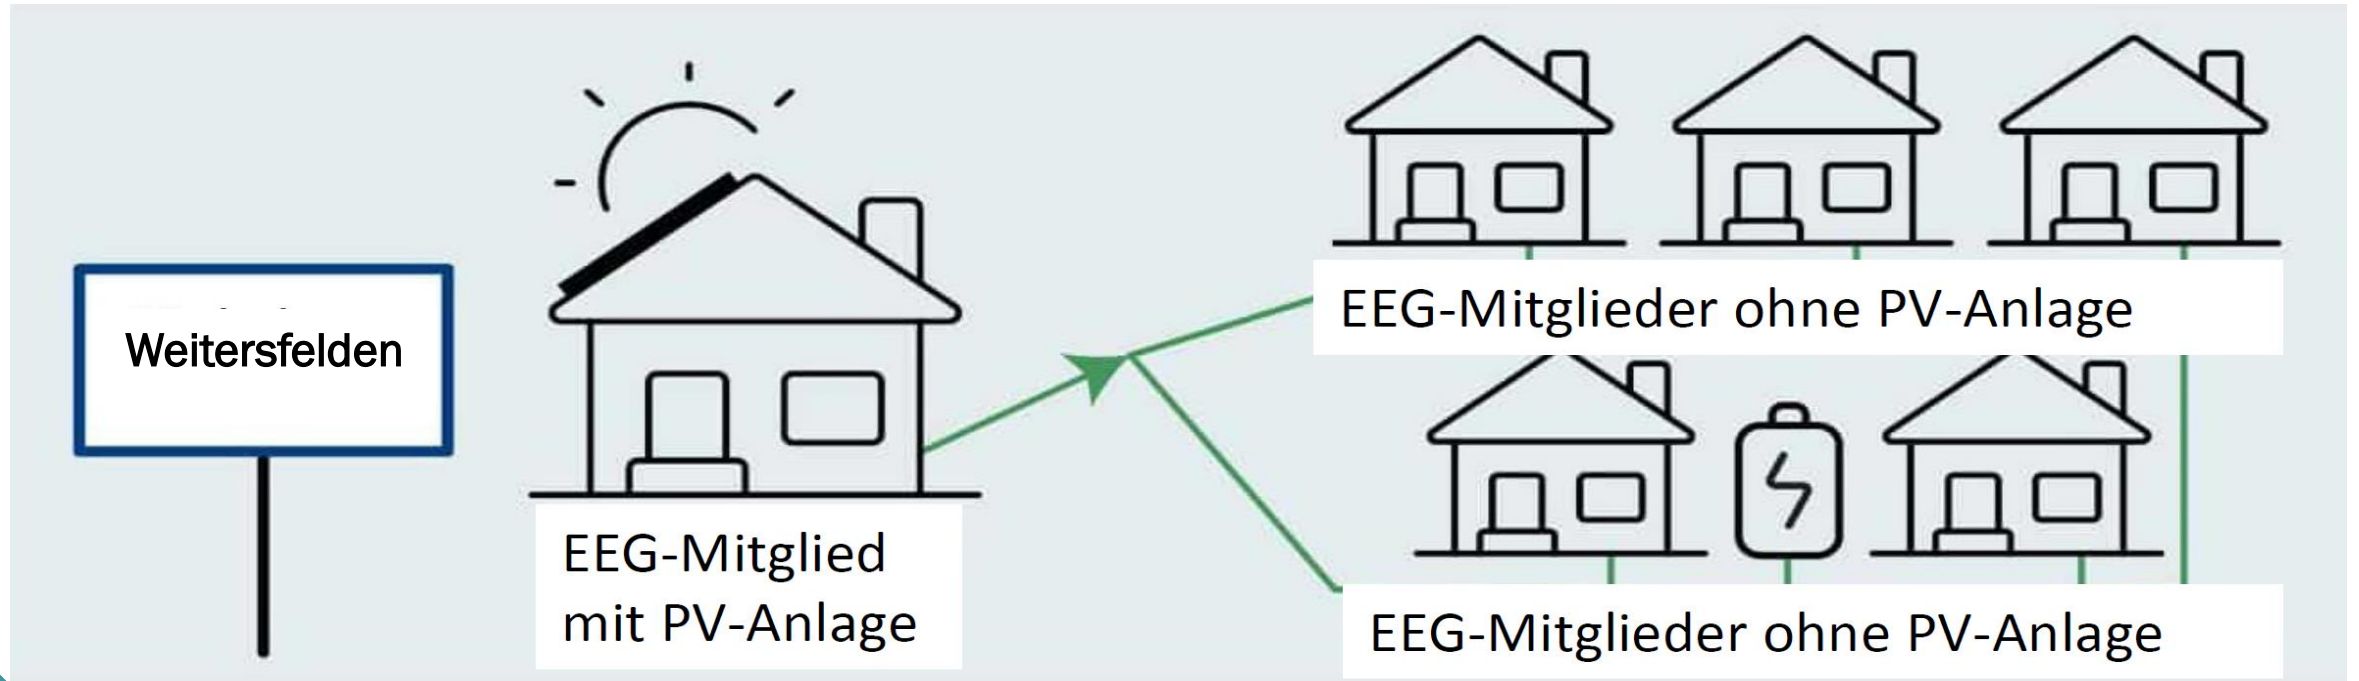 Weitersfelden
EEG-Mitglied
mit PV-Anlage
EEG-Mitglieder ohne PV-Anlage
EEG-Mitglieder ohne PV-Anlage